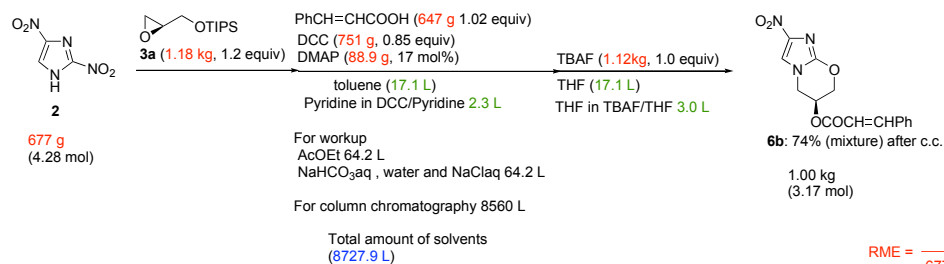 O₂N
N
N
H
NO₂
2
677 g
(4.28 mol)
O
OTIPS
3a (1.18 kg, 1.2 equiv)
PhCH=CHCOOH (647 g 1.02 equiv)
DCC (751 g, 0.85 equiv)
DMAP (88.9 g, 17 mol%)
toluene (17.1 L)
Pyridine in DCC/Pyridine 2.3 L
For workup
AcOEt 64.2 L
NaHCO₃aq , water and NaClaq 64.2 L
For column chromatography 8560 L
Total amount of solvents
(8727.9 L)
TBAF (1.12kg, 1.0 equiv)
THF (17.1 L)
THF in TBAF/THF 3.0 L
O₂N
N
N
O
OCOCH=CHPh
6b: 74% (mixture) after c.c.
1.00 kg
(3.17 mol)
RME =